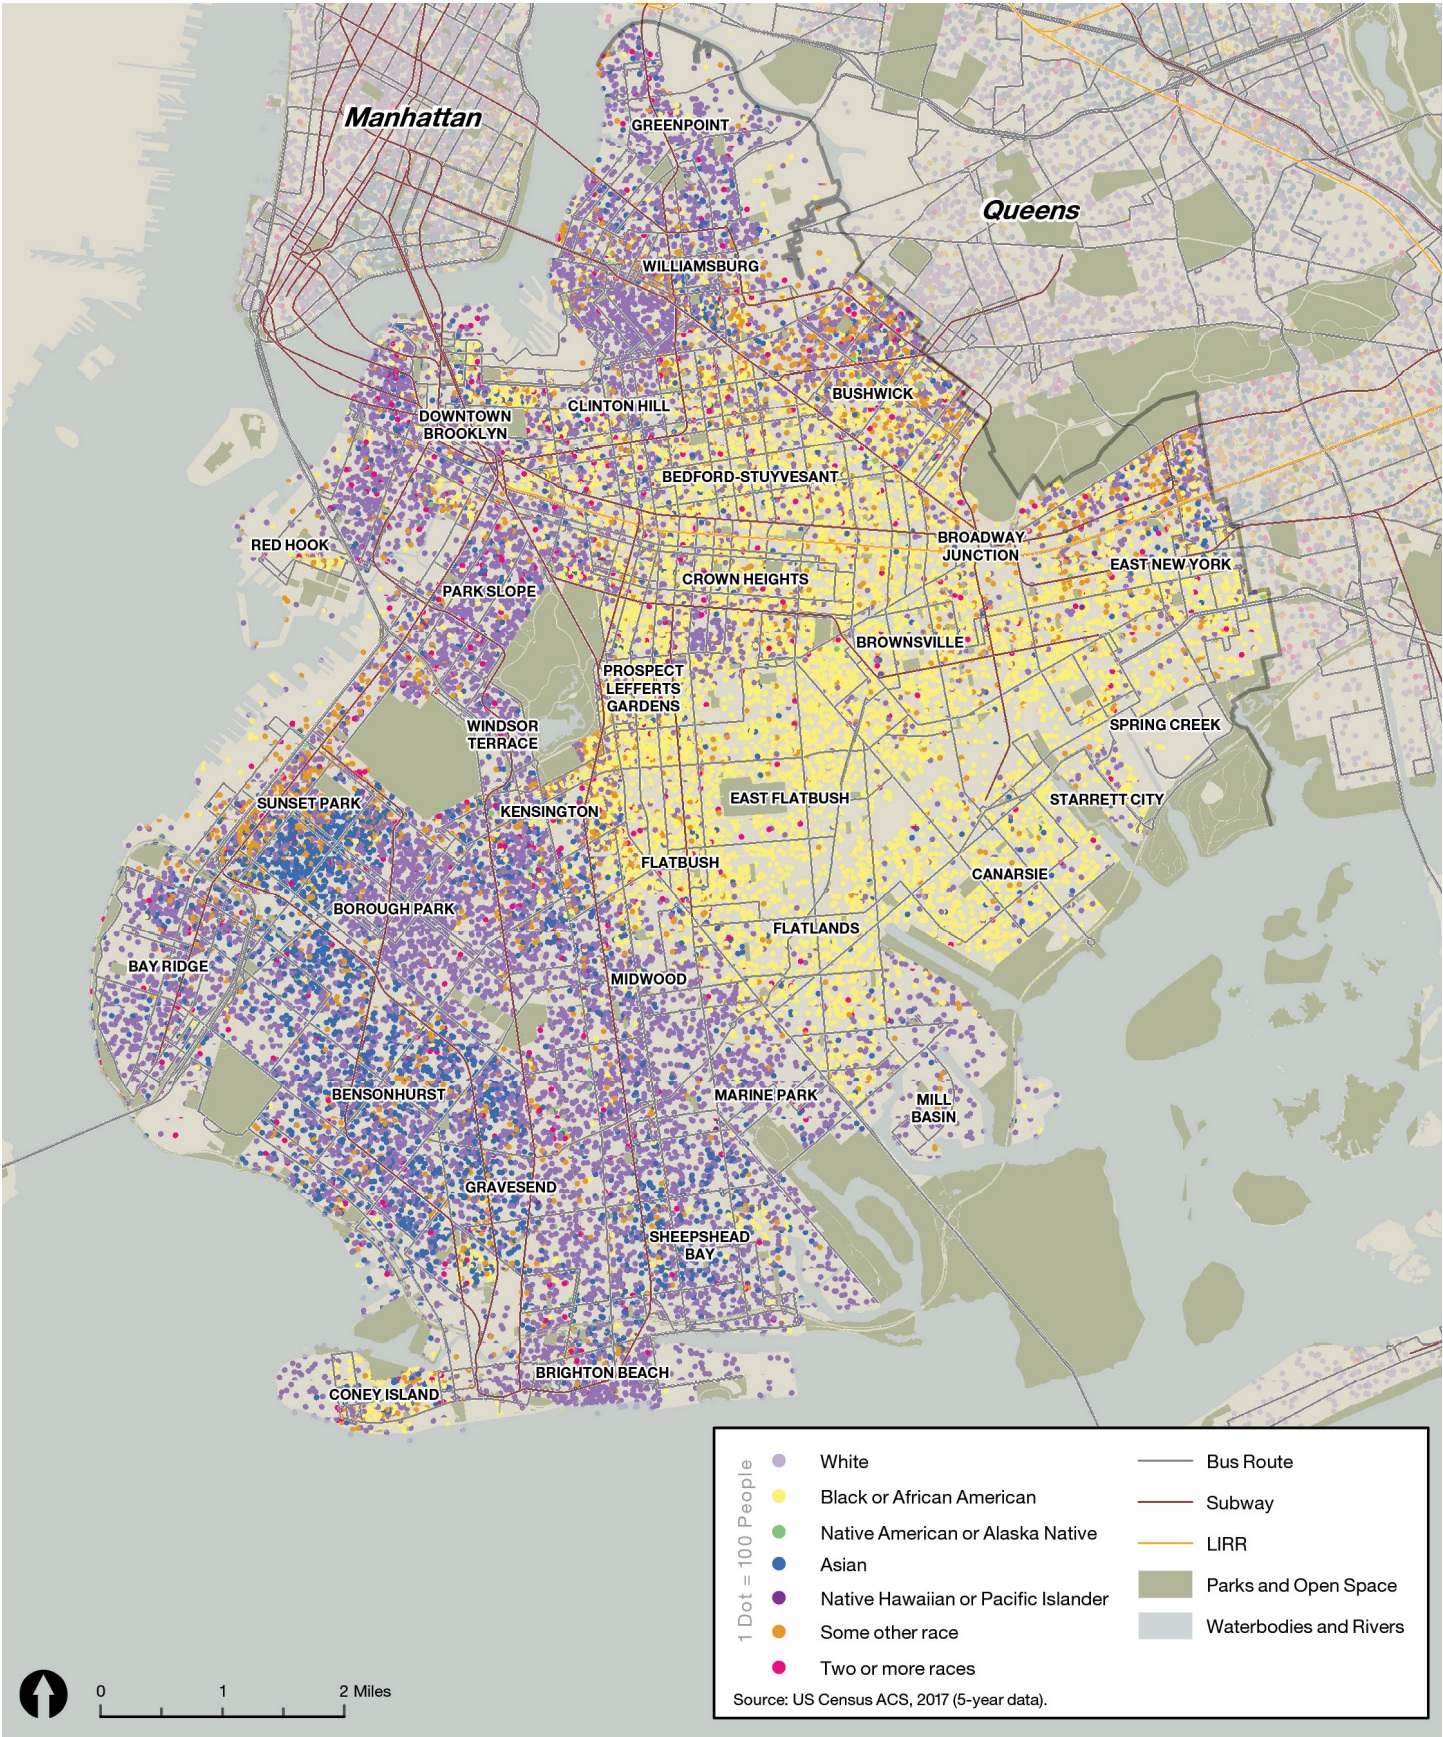 Manhattan
GREENPOINT
Queens
WILLIAMSBURG
BUSHWICK
CLINTON HILL
DOWNTOWN
BROOKLYN
BEDFORD-STUYVESANT
RED HOOK
BROADWAY
JUNCTION
EAST NEW YORK
CROWN HEIGHTS
PARK SLOPE
BROWNSVILLE
PROSPECT
LEFFERTS
GARDENS
WINDSOR
TERRACE
SPRING CREEK
SUNSET PARK
KENSINGTON
EAST FLATBUSH
STARRETT CITY
FLATBUSH
CANARSIE
BOROUGH PARK
FLATLANDS
BAY RIDGE
MIDWOOD
BENSONHURST
MARINE PARK
MILL
BASIN
GRAVESEND
SHEEPSHEAD
BAY
BRIGHTON BEACH
CONEY ISLAND
1 Dot = 100 People
White
Black or African American
Native American or Alaska Native
Asian
Native Hawaiian or Pacific Islander
Some other race
Two or more races
Bus Route
Subway
LIRR
Parks and Open Space
Waterbodies and Rivers
Source: US Census ACS, 2017 (5-year data).
0 1 2 Miles